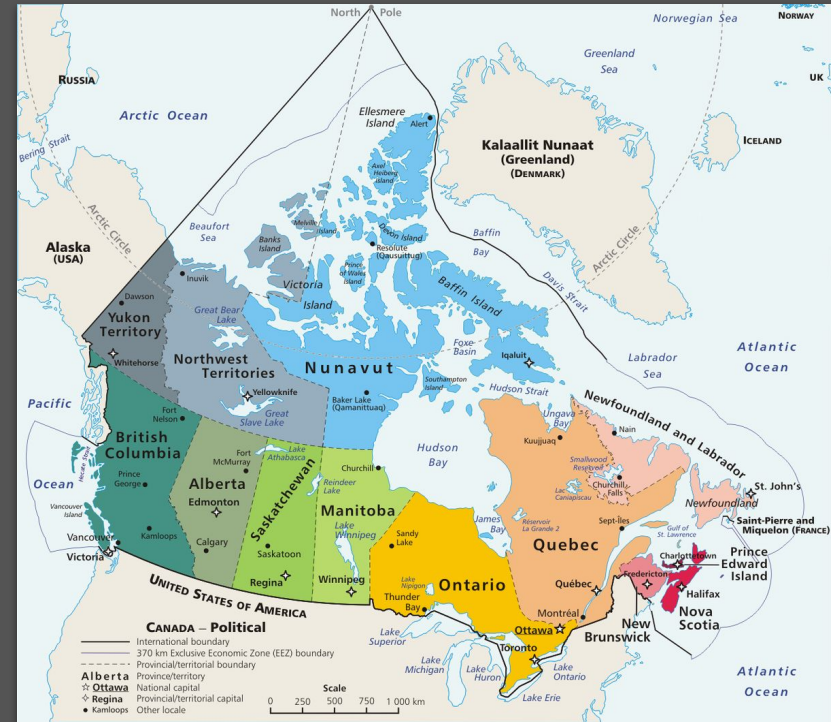 North Pole
Norwegian Sea
NORWAY
Greenland
Sea
RUSSIA
UK
Arctic Ocean
Ellesmere
Island
Alert
Kalaallit Nunaat
(Greenland)
(DENMARK)
ICELAND
Bering Strait
Axel
Heiberg
Island
Arctic Circle
Beaufort
Sea
Melville
Island
Devon Island
Banks
Island
Resolute
(Qausuittuq)
Baffin
Bay
Arctic Circle
Alaska
(USA)
Prince
of Wales
Island
Inuvik
Victoria
Island
Baffin Island
Davis Strait
Dawson
Yukon
Territory
Great Bear
Lake
Foxe
Basin
Iqaluit
Labrador
Sea
Atlantic
Ocean
Whitehorse
Northwest
Territories
Nunavut
Southampton
Island
Hudson Strait
Yellowknife
Great
Slave Lake
Baker Lake
(Qamanittuaq)
Newfoundland and Labrador
Pacific
Ocean
Fort
Nelson
Ungava
Bay
Nain
British
Columbia
Kuujjuaq
Hudson
Bay
Hecate Strait
Fort
McMurray
Lake
Athabasca
Smallwood
Reservoir
Churchill
Falls
Prince
George
Alberta
Edmonton
Saskatchewan
Reindeer
Lake
Churchill
Lac
Caniapiscau
Newfoundland
St. John's
Vancouver
Island
Manitoba
James
Bay
Réservoir
La Grande 2
Sept-Îles
Gulf of
St. Lawrence
Saint-Pierre and
Miquelon (FRANCE)
Vancouver
Kamloops
Calgary
Lake
Winnipeg
Sandy
Lake
Quebec
Charlottetown
Prince
Edward
Island
Victoria
Saskatoon
Regina
Winnipeg
Lake
Nipigon
Ontario
Québec
Fredericton
Halifax
Nova
Scotia
UNITED STATES OF AMERICA
Thunder
Bay
Montréal
New
Brunswick
Ottawa
Lake
Superior
Toronto
Lake
Michigan
Lake
Huron
Lake
Ontario
Lake Erie
Atlantic
Ocean
CANADA – Political
International boundary
370 km Exclusive Economic Zone (EEZ) boundary
Provincial/territorial boundary
Alberta Province/territory
Ottawa National capital
Regina Provincial/territorial capital
Kamloops Other locale
Scale
0 250 500 750 1 000 km